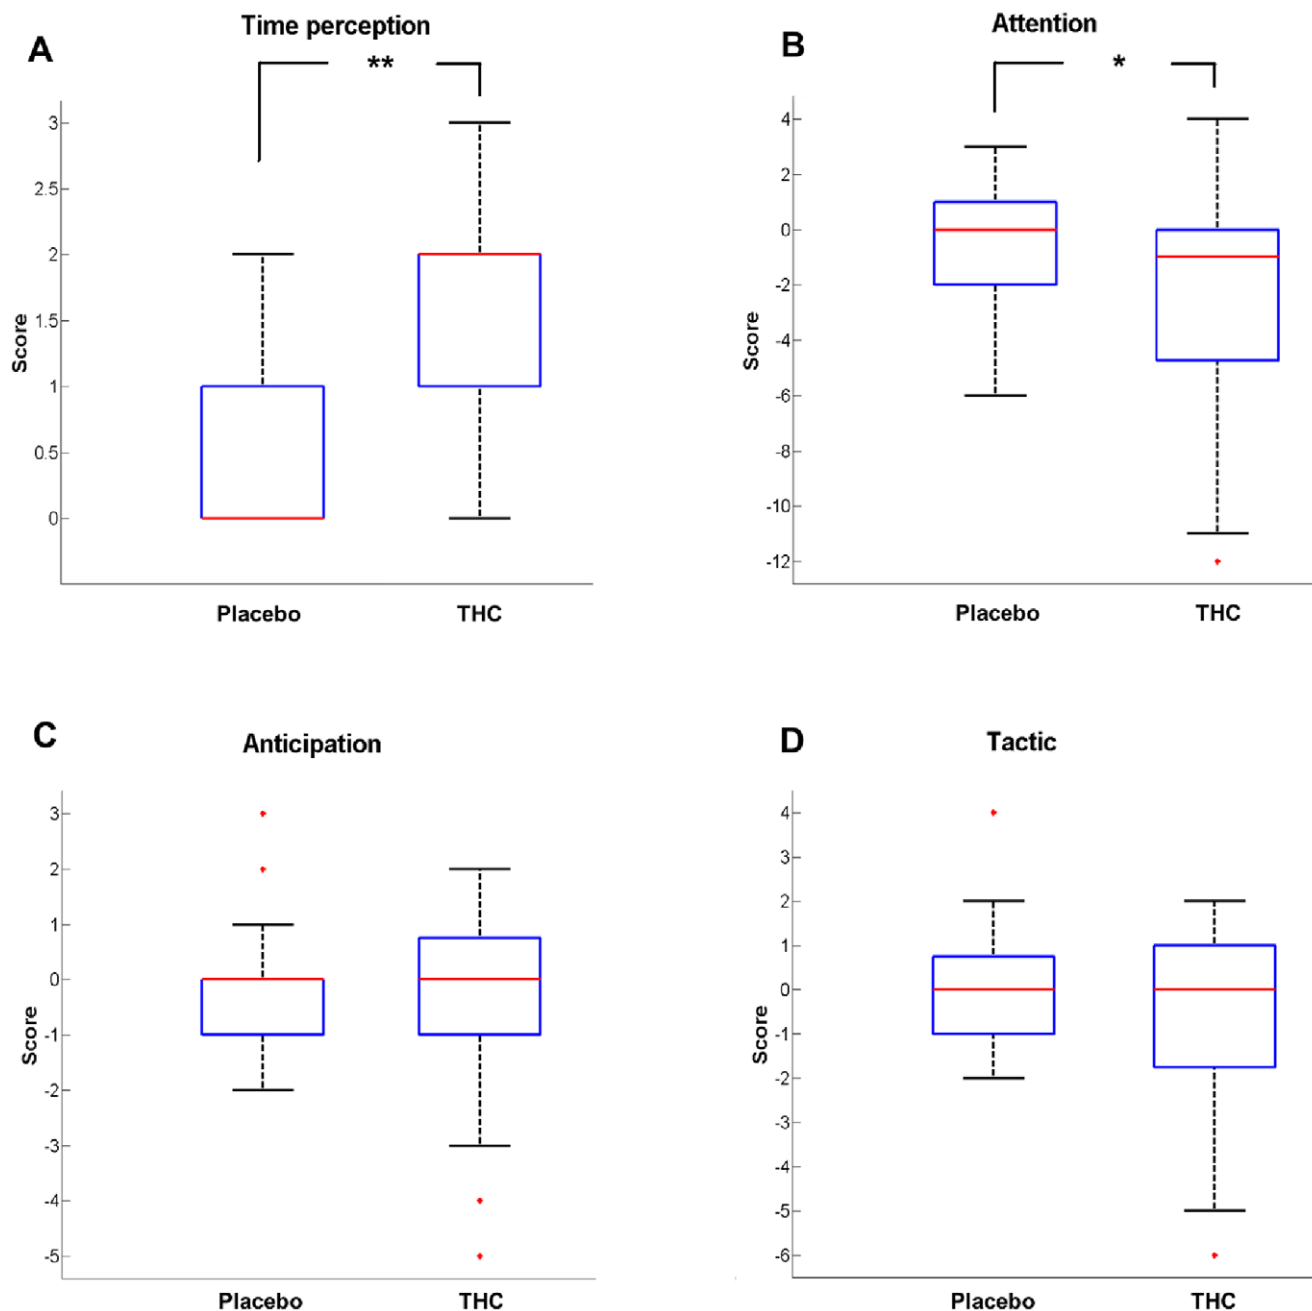 Time perception
A
**
3
2.5
2
1.5
1
0.5
0
Score
Placebo THC
Attention
B
*
4
2
0
-2
-4
-6
-8
-10
-12
Score
Placebo THC
C
Anticipation
3
2
1
0
-1
-2
-3
-4
-5
Score
Placebo THC
D
Tactic
4
3
2
1
0
-1
-2
-3
-4
-5
-6
Score
Placebo THC